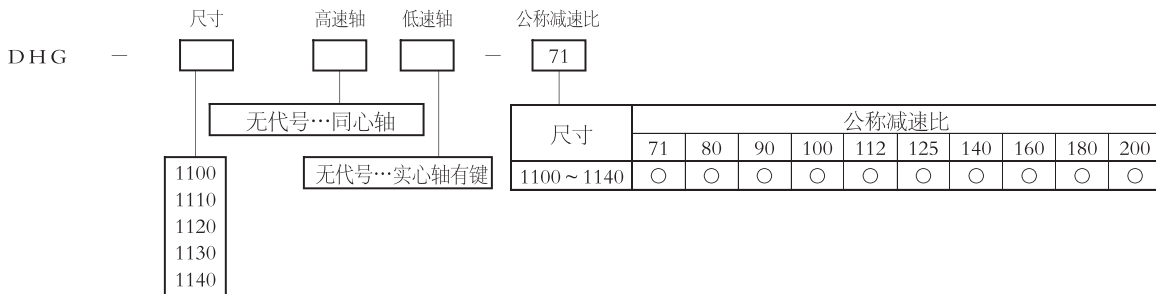 尺寸 高速轴 低速轴 公称减速比
DHG - - 71
无代号…同心轴
无代号…实心轴有键
1100
1110
1120
1130
1140
尺寸 公称减速比
71 80 90 100 112 125 140 160 180 200
1100~1140 ○ ○ ○ ○ ○ ○ ○ ○ ○ ○